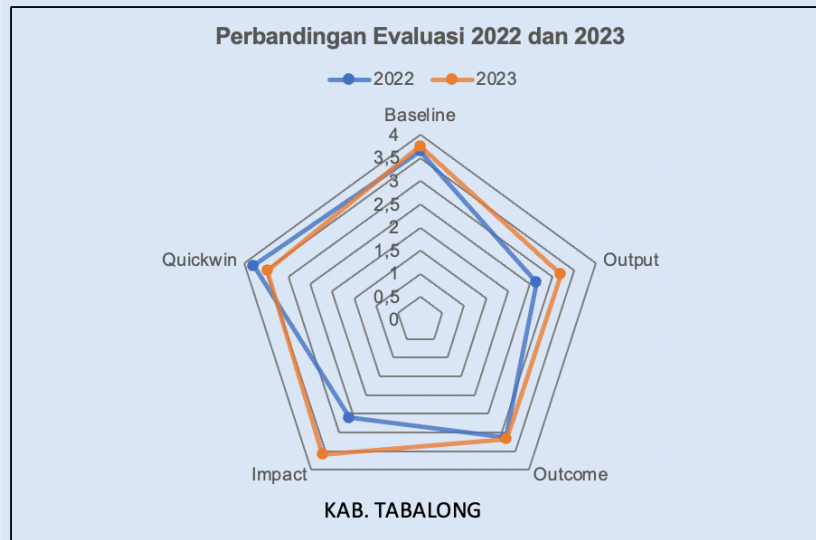 Perbandingan Evaluasi 2022 dan 2023
2022 2023
Baseline
4
3,5
3
2,5
2
1,5
1
0,5
0
Quickwin
Output
Impact
Outcome
KAB. TABALONG